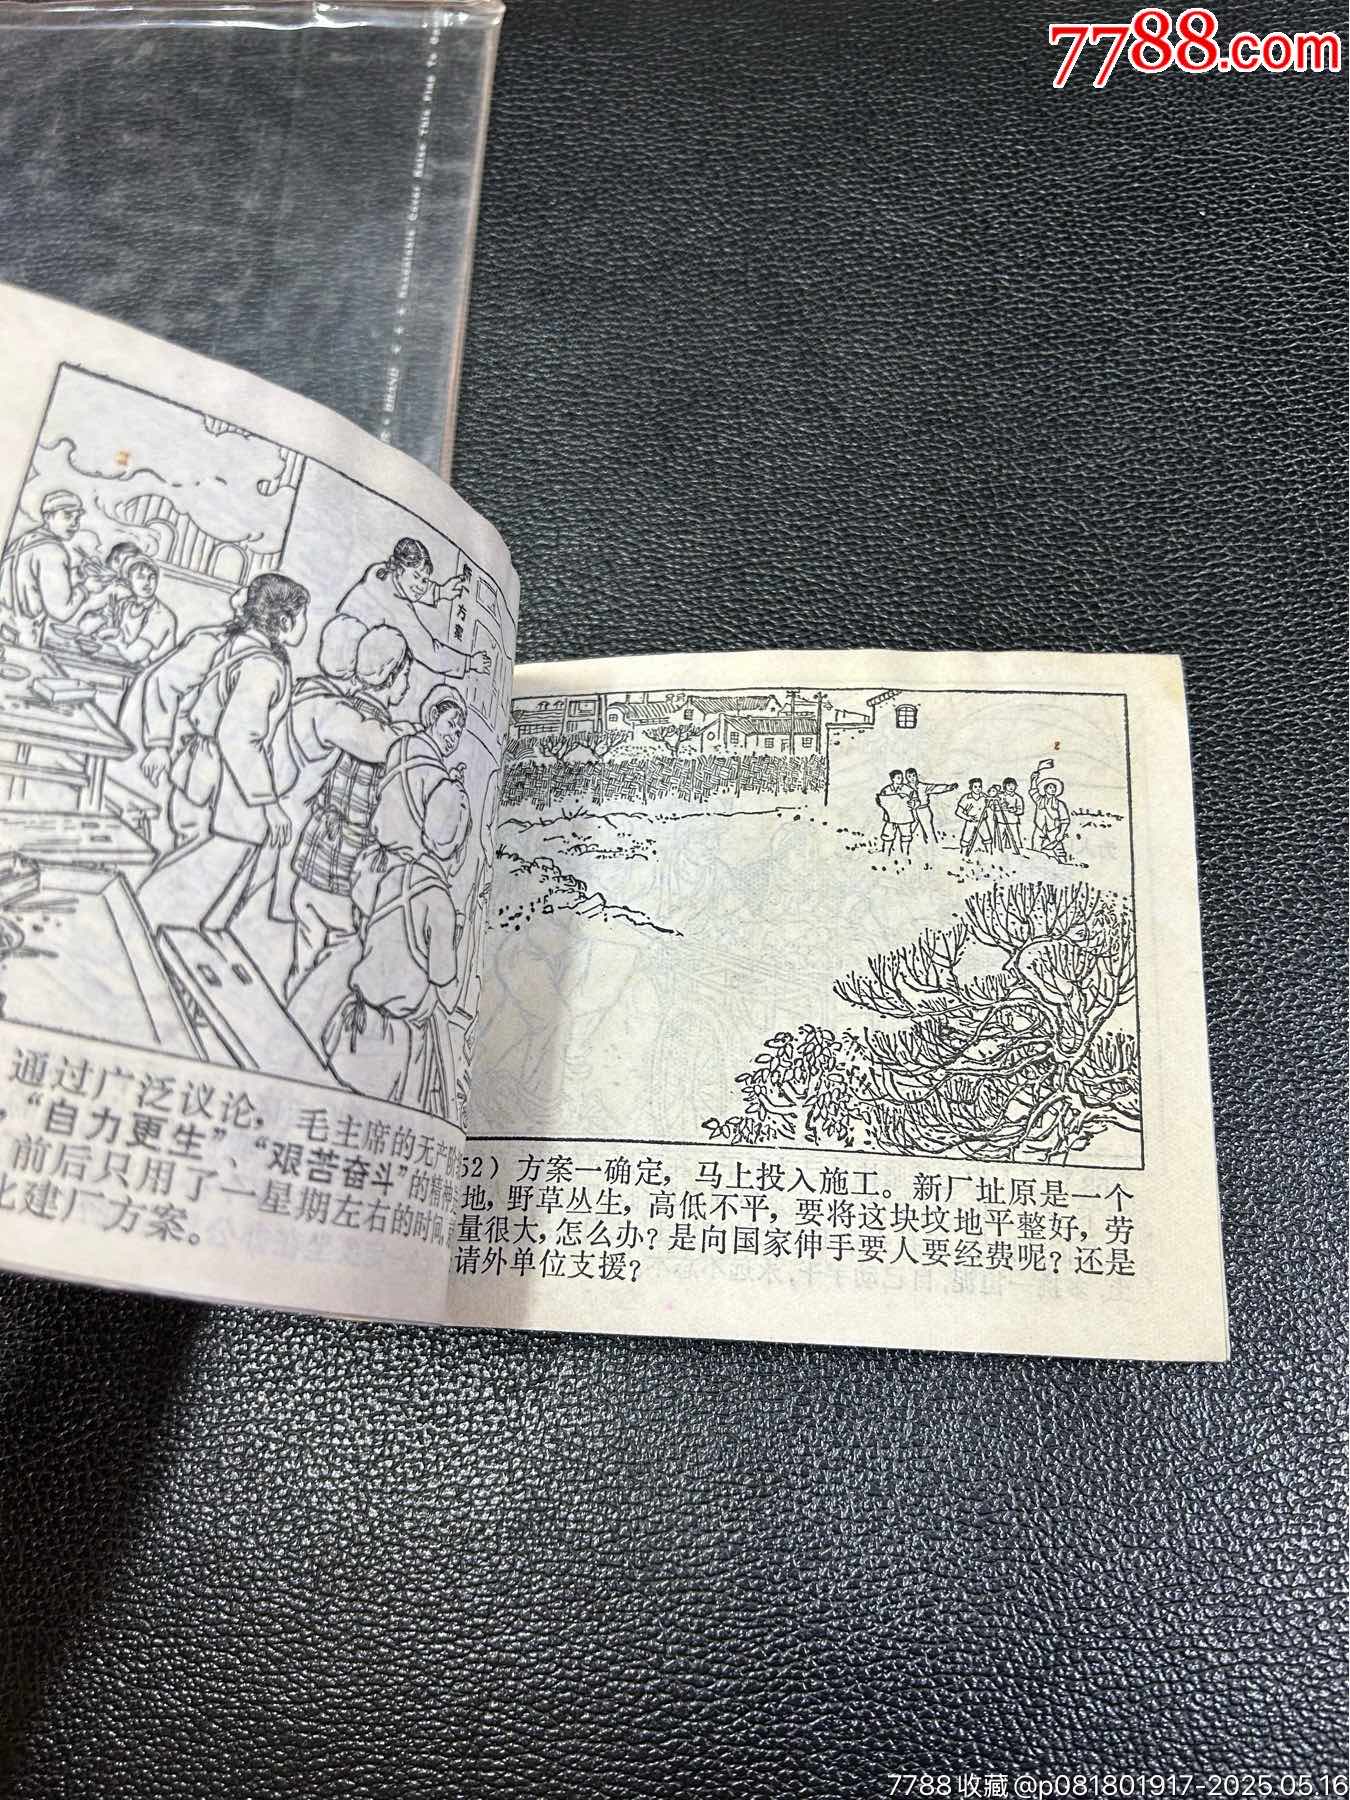 7788.com
新个方案
通过广泛议论,毛主席的无产阶
,“自力更生”、“艰苦奋斗”的精神
前后只用了一星期左右的时间,
建厂方案。
52)方案一确定,马上投入施工。新厂址原是一个
地,野草丛生,高低不平,要将这块坟地平整好,劳
量很大,怎么办?是向国家伸手要人要经费呢?还是
请外单位支援?
7788收藏@p081801917-2025.05.16